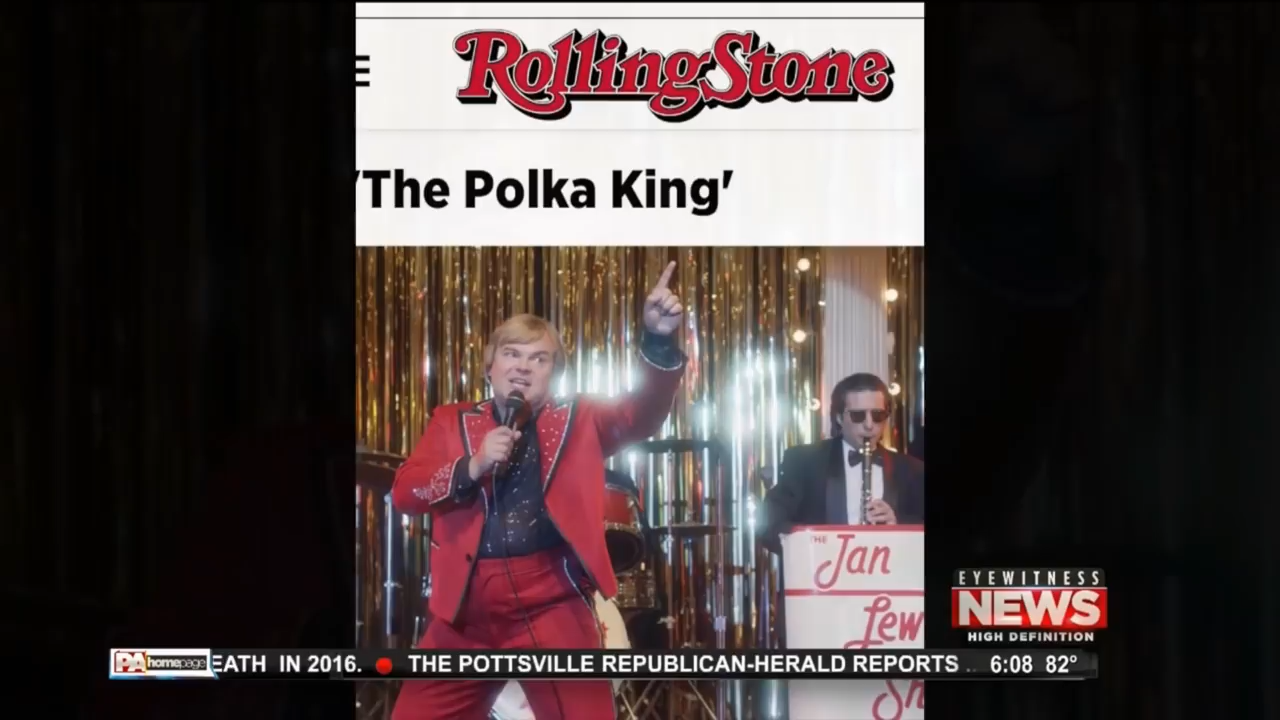 RollingStone
'The Polka King'
THE
Jan
Lew
Sh
EYEWITNESS
NEWS
HIGH DEFINITION
PA homepage EATH IN 2016. THE POTTSVILLE REPUBLICAN-HERALD REPORTS .. 6:08 82°